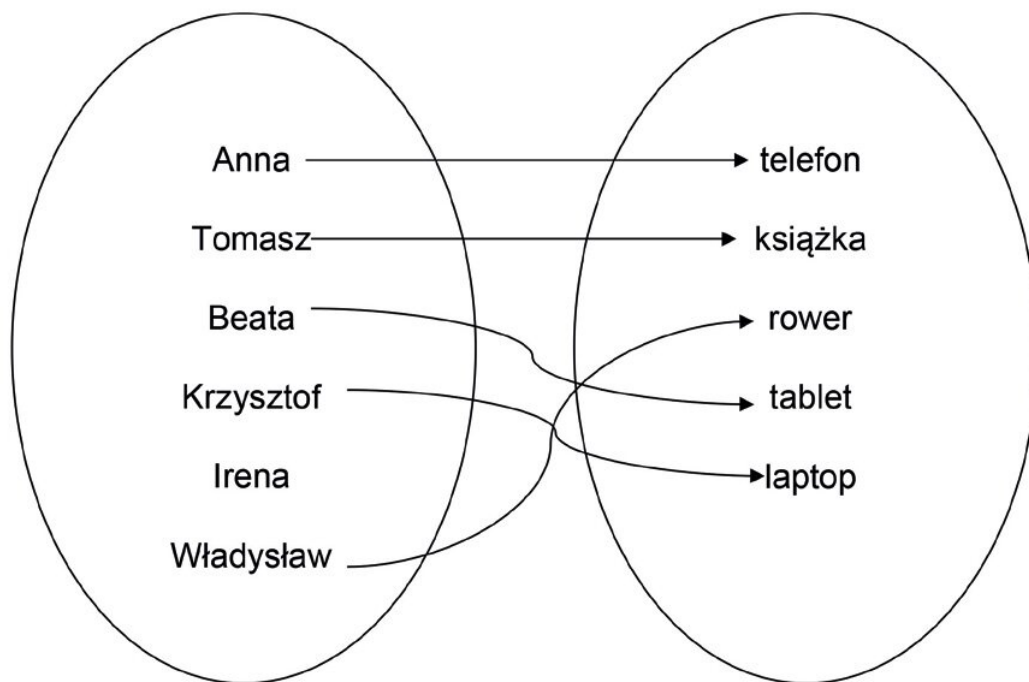 Anna
Tomasz
Beata
Krzysztof
Irena
Władysław
telefon
książka
rower
tablet
laptop